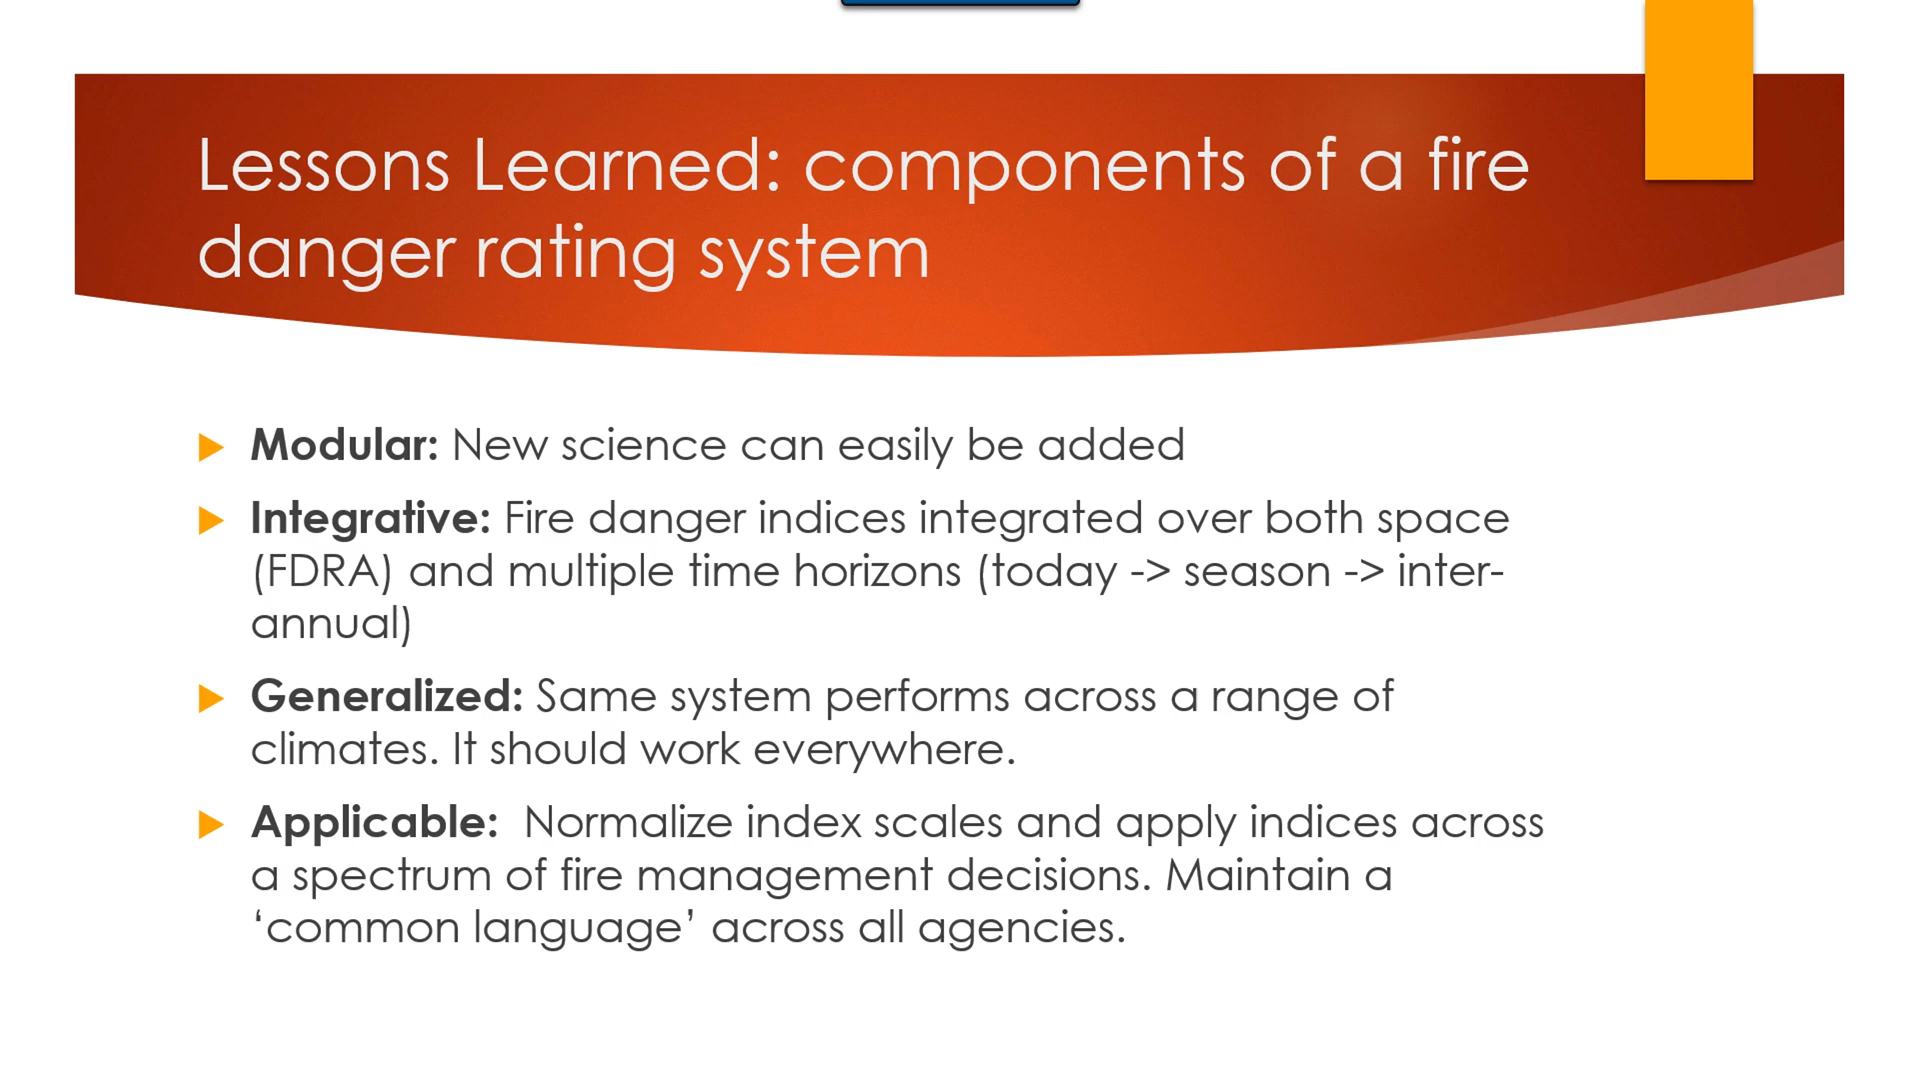 Lessons Learned: components of a fire
danger rating system
Modular: New science can easily be added
Integrative: Fire danger indices integrated over both space
(FDRA) and multiple time horizons (today -> season -> inter-
annual)
Generalized: Same system performs across a range of
climates. It should work everywhere.
Applicable:  Normalize index scales and apply indices across
a spectrum of fire management decisions. Maintain a
‘common language’ across all agencies.